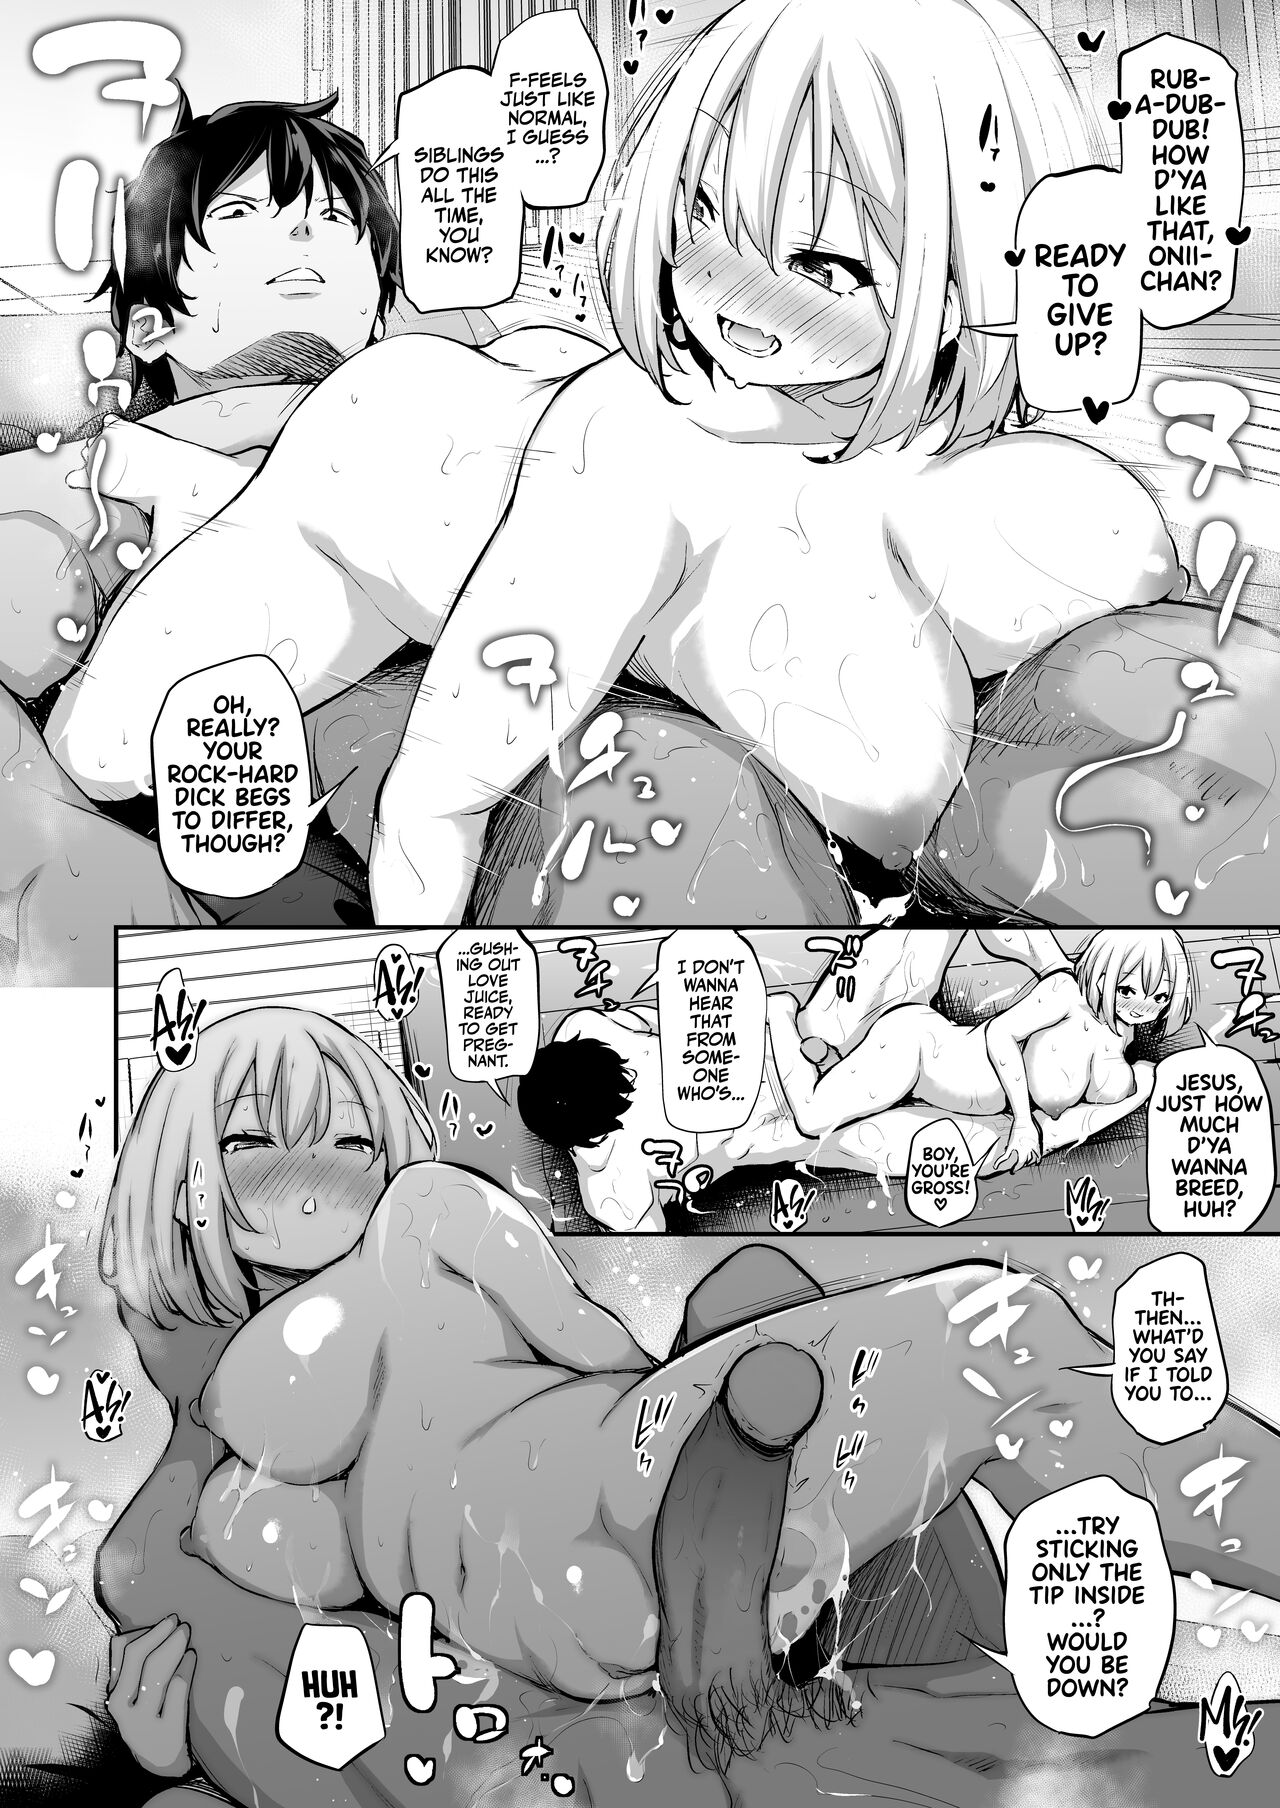 RUB-
A-DUB-
DUB!
HOW
D'YA
LIKE
THAT,
ONII-
CHAN?
READY
TO
GIVE
UP?
F-FEELS
JUST LIKE
NORMAL,
I GUESS
...?
SIBLINGS
DO THIS
ALL THE
TIME,
YOU
KNOW?
OH,
REALLY?
YOUR
ROCK-HARD
DICK BEGS
TO DIFFER,
THOUGH?
JESUS,
JUST HOW
MUCH
D'YA
WANNA
BREED,
HUH?
BOY,
YOU'RE
GROSS!
I DON'T
WANNA
HEAR
THAT
FROM
SOME-
ONE
WHO'S...
...GUSH-
ING OUT
LOVE
JUICE,
READY
TO GET
PREG-
NANT.
AH!
AH!
AH!
MH!
TH-
THEN...
WHAT'D
YOU SAY
IF I TOLD
YOU TO...
...TRY
STICKING
ONLY THE
TIP INSIDE
...?
WOULD
YOU BE
DOWN?
AH!
HUH
?!
MH!